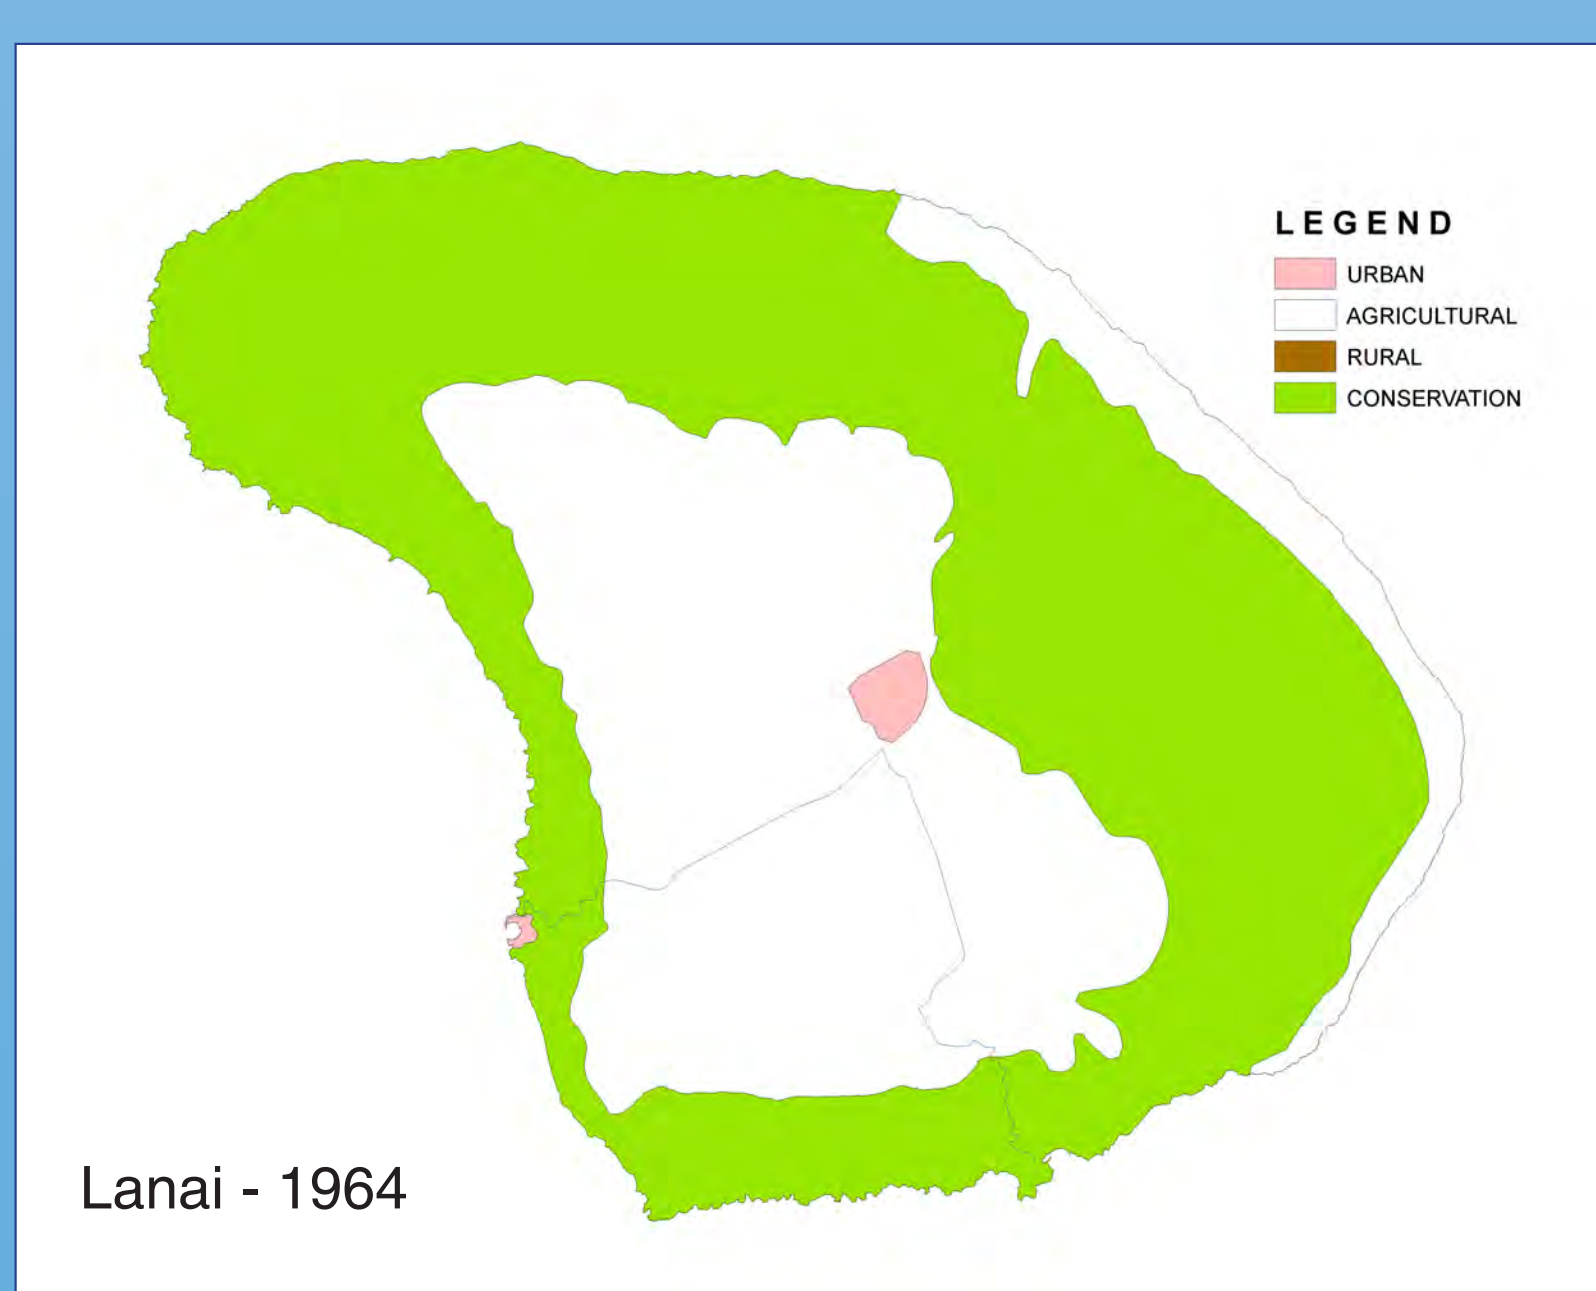 LEGEND
URBAN
AGRICULTURAL
RURAL
CONSERVATION
Lanai - 1964